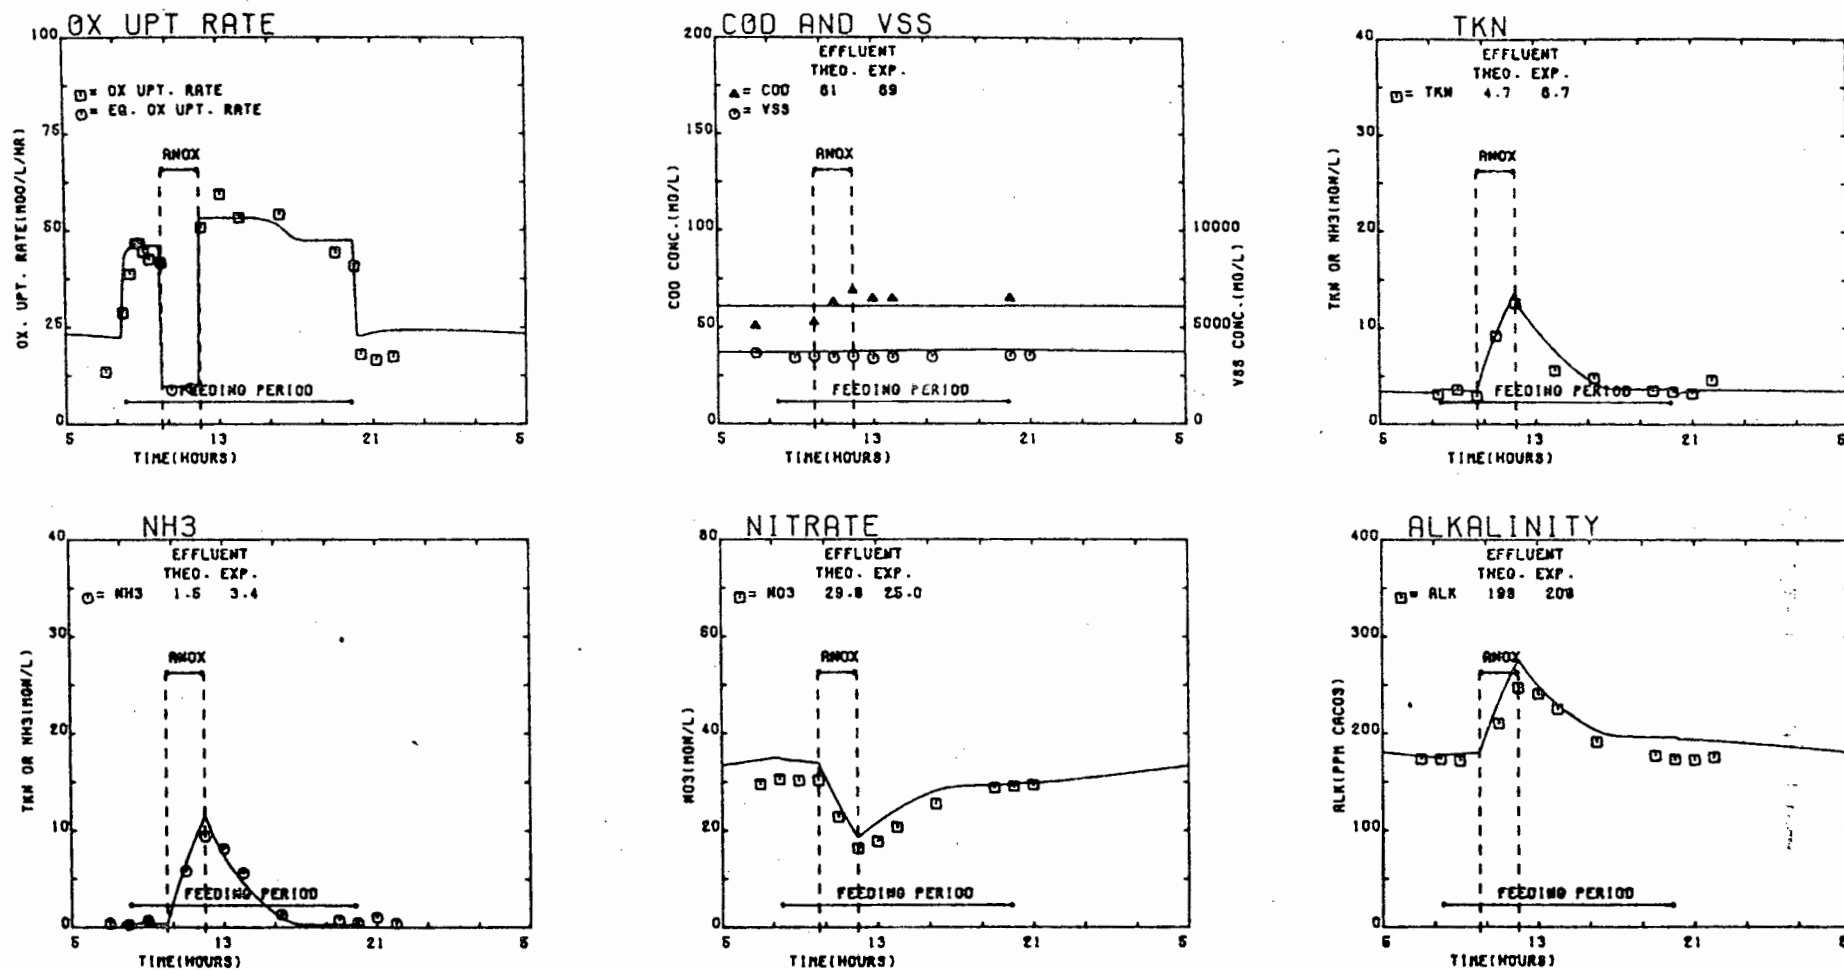 OX UPT RATE
100
75
50
25
0
OX. UPT. RATE(MGO/L/HR)
= OX UPT. RATE
= EQ. OX UPT. RATE
ANOX
FEEDING PERIOD
5 13 21 5
TIME(HOURS)
COD AND VSS
200
150
100
50
0
COD CONC.(MG/L)
EFFLUENT
THEO. EXP.
= COD 61 69
= VSS
ANOX
10000
5000
0
VSS CONC.(MG/L)
FEEDING PERIOD
5 13 21 5
TIME(HOURS)
TKN
40
30
20
10
0
TKN OR NH3(MGN/L)
EFFLUENT
THEO. EXP.
= TKN 4.7 6.7
ANOX
FEEDING PERIOD
5 13 21 5
TIME(HOURS)
NH3
40
30
20
10
0
TKN OR NH3(MGN/L)
EFFLUENT
THEO. EXP.
= NH3 1.5 3.4
ANOX
FEEDING PERIOD
5 13 21 5
TIME(HOURS)
NITRATE
80
60
40
20
0
NO3(MGN/L)
EFFLUENT
THEO. EXP.
= NO3 29.8 25.0
ANOX
FEEDING PERIOD
5 13 21 5
TIME(HOURS)
ALKALINITY
400
300
200
100
0
ALK(PPM CACO3)
EFFLUENT
THEO. EXP.
= ALK 199 208
ANOX
FEEDING PERIOD
5 13 21 5
TIME(HOURS)